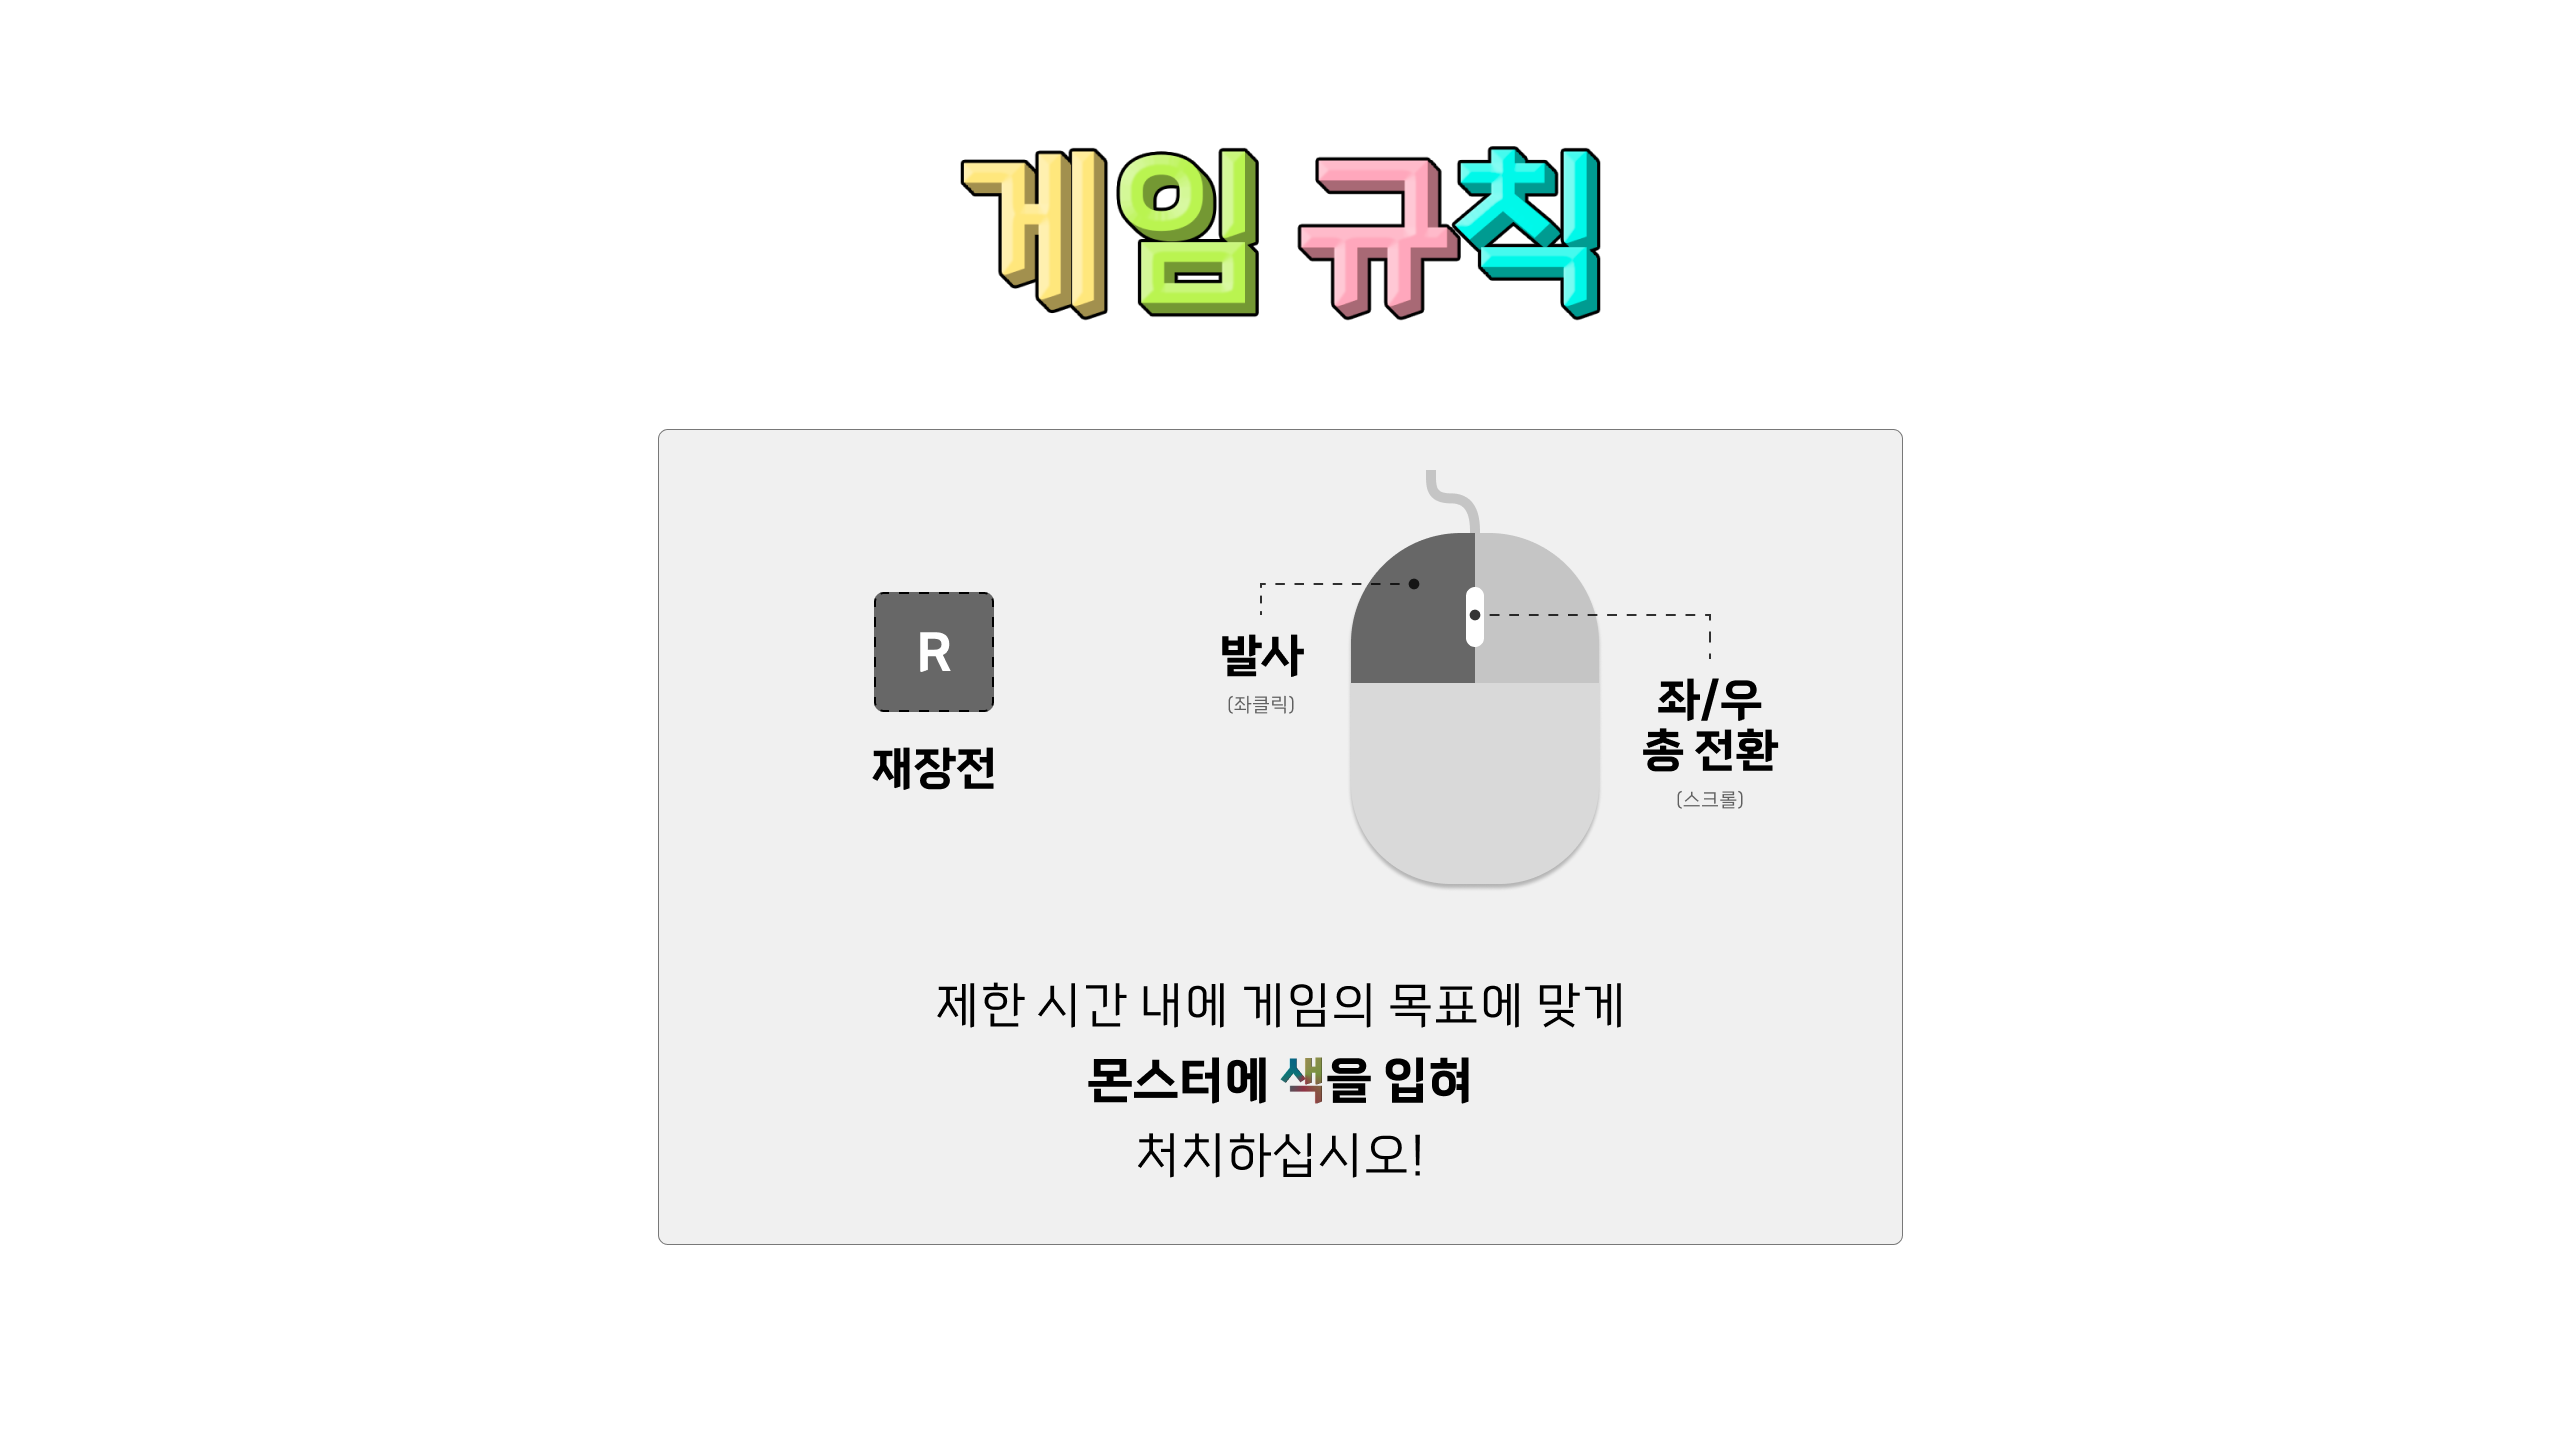 게임 규칙
R
재장전
발사
(좌클릭)
좌/우
총 전환
(스크롤)
제한 시간 내에 게임의 목표에 맞게
몬스터에 색을 입혀
처치하십시오!